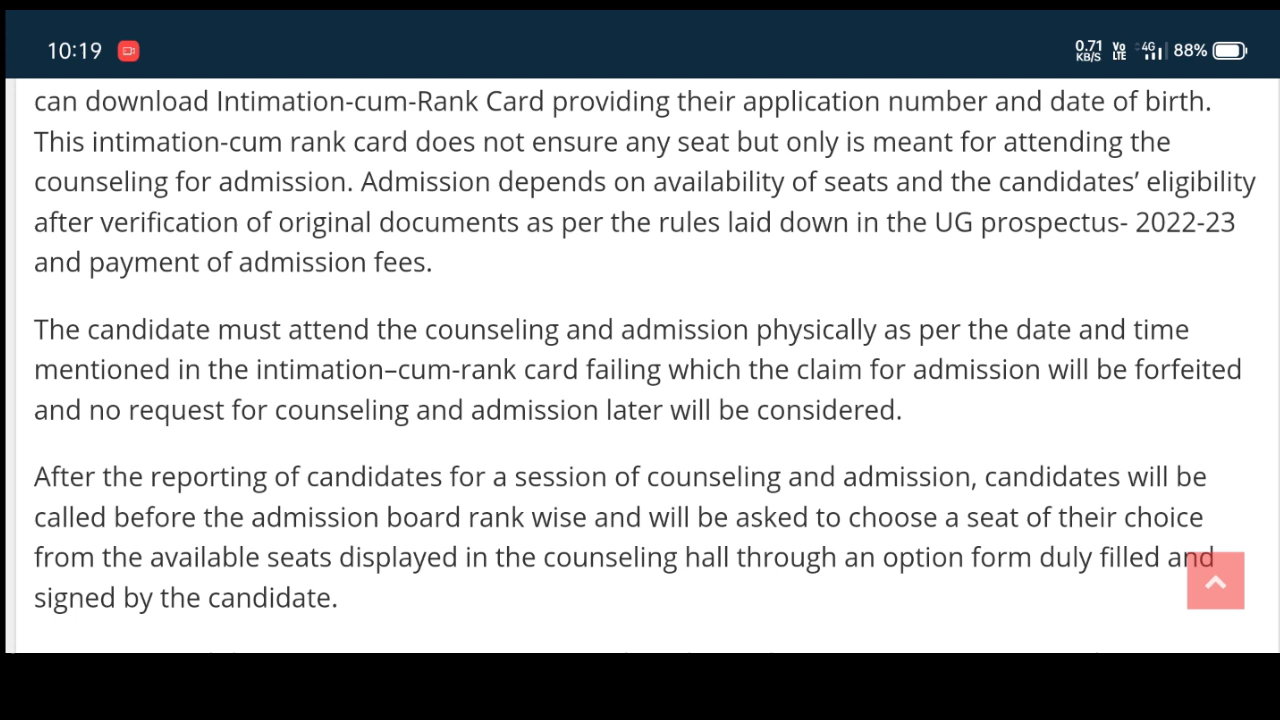 10:19
0.71 KB/S Vo LTE 4G 88%
can download Intimation-cum-Rank Card providing their application number and date of birth.
This intimation-cum rank card does not ensure any seat but only is meant for attending the
counseling for admission. Admission depends on availability of seats and the candidates’ eligibility
after verification of original documents as per the rules laid down in the UG prospectus- 2022-23
and payment of admission fees.
The candidate must attend the counseling and admission physically as per the date and time
mentioned in the intimation–cum-rank card failing which the claim for admission will be forfeited
and no request for counseling and admission later will be considered.
After the reporting of candidates for a session of counseling and admission, candidates will be
called before the admission board rank wise and will be asked to choose a seat of their choice
from the available seats displayed in the counseling hall through an option form duly filled and
signed by the candidate.